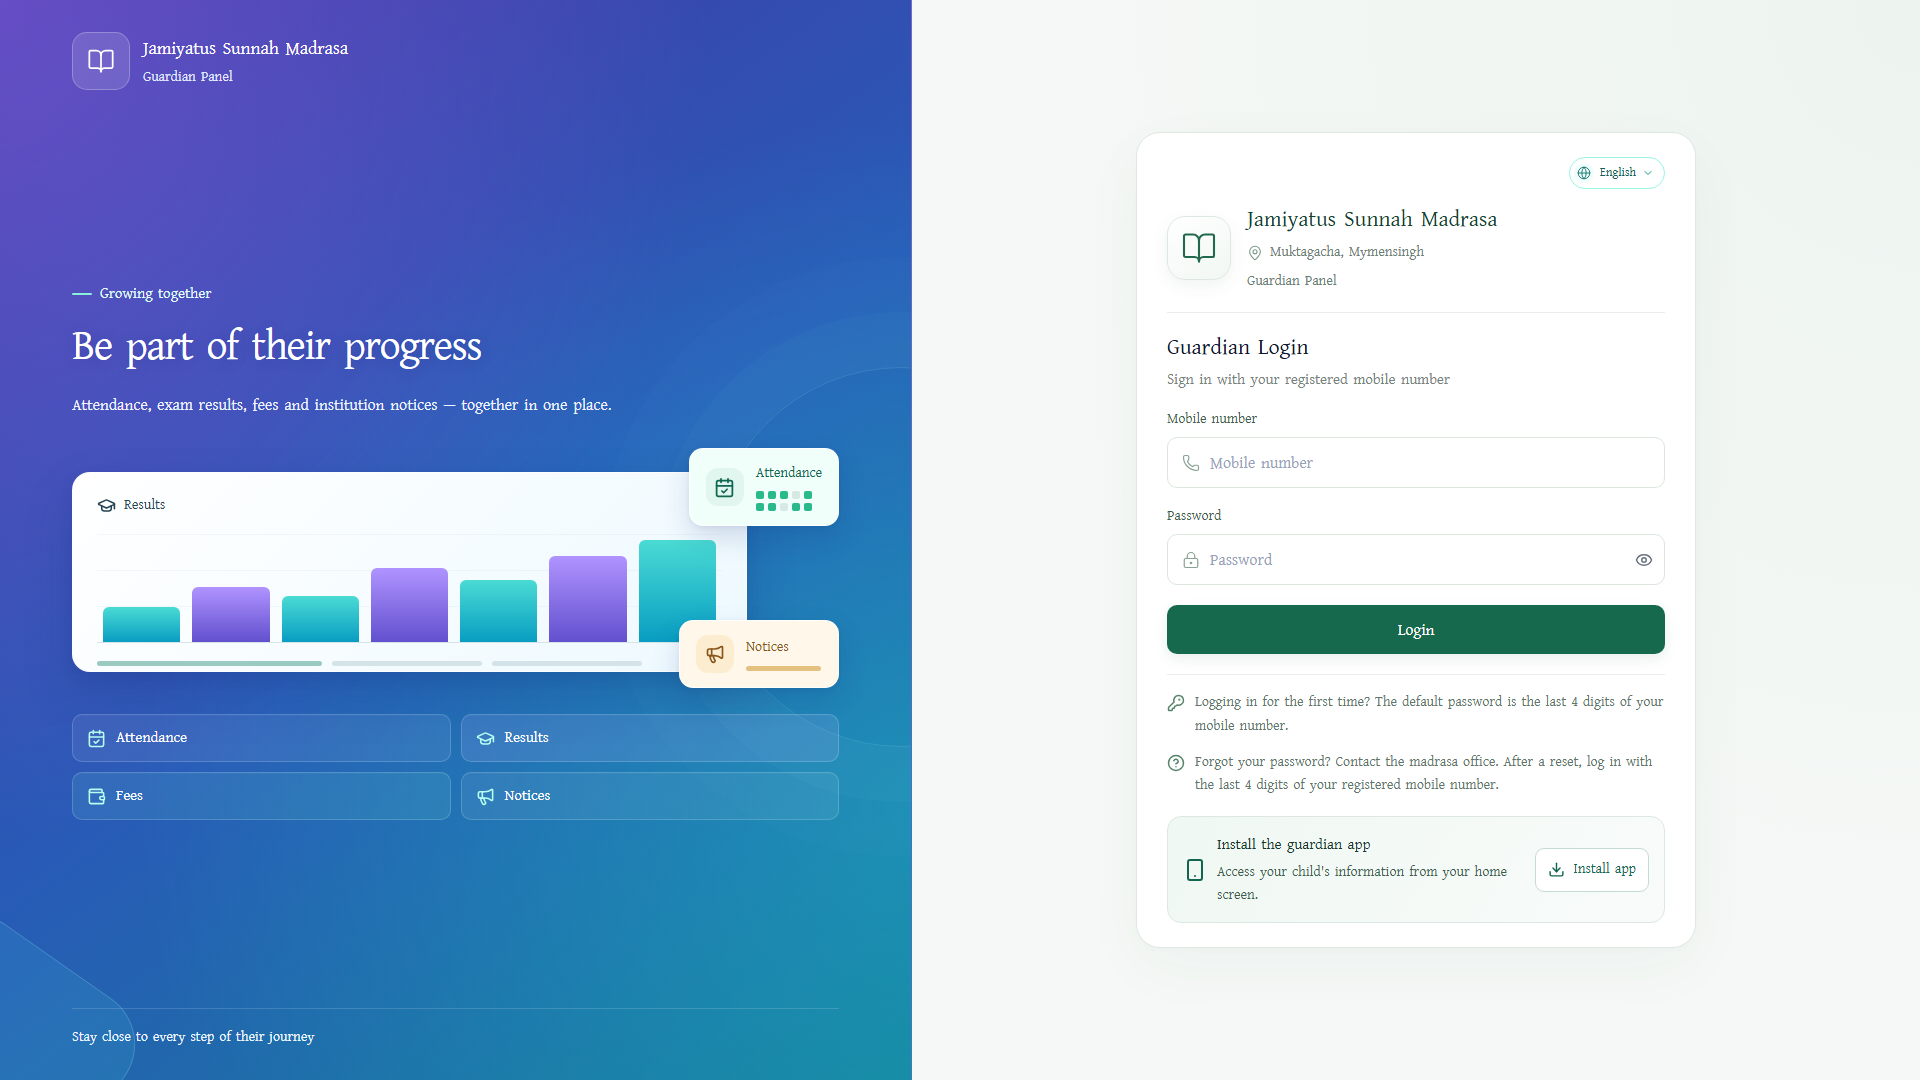 Jamiyatus Sunnah Madrasa
Guardian Panel
Growing together
Be part of their progress
Attendance, exam results, fees and institution notices — together in one place.
Results
Attendance
Notices
Attendance
Results
Fees
Notices
Stay close to every step of their journey
English
Jamiyatus Sunnah Madrasa
Muktagacha, Mymensingh
Guardian Panel
Guardian Login
Sign in with your registered mobile number
Mobile number
Mobile number
Password
Password
Login
Logging in for the first time? The default password is the last 4 digits of your
mobile number.
Forgot your password? Contact the madrasa office. After a reset, log in with
the last 4 digits of your registered mobile number.
Install the guardian app
Access your child's information from your home
screen.
Install app